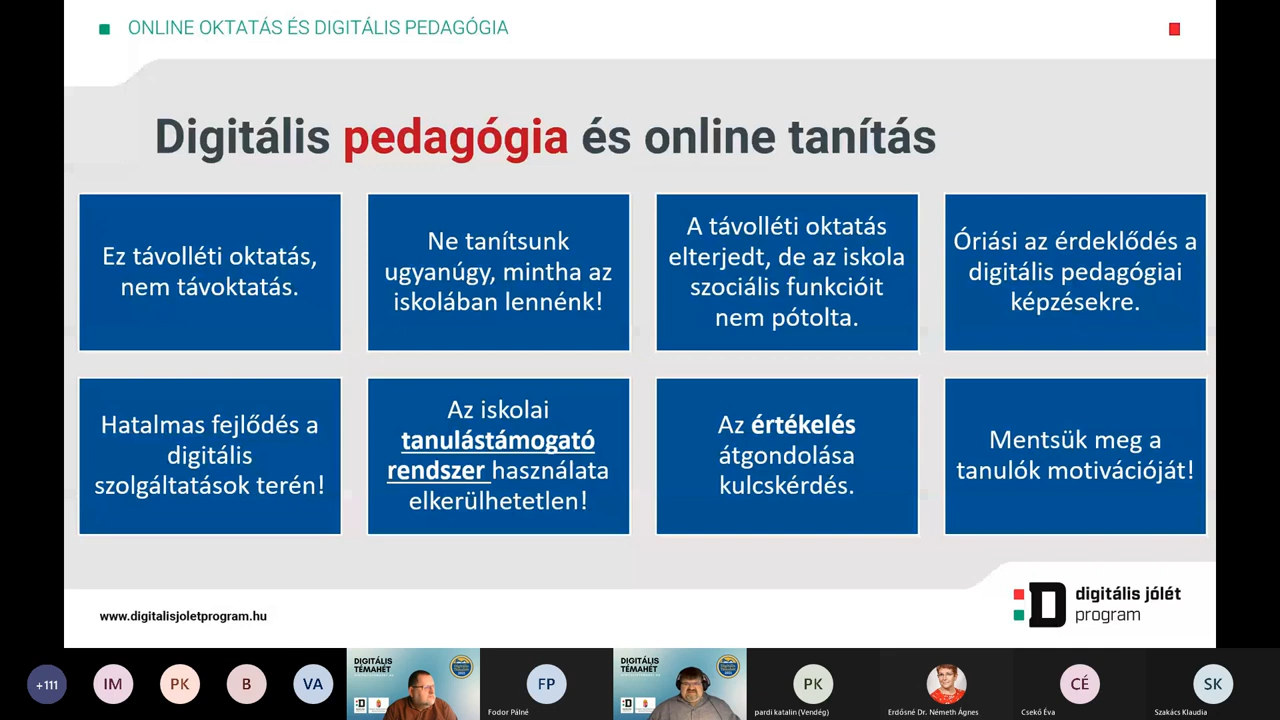 ONLINE OKTATÁS ÉS DIGITÁLIS PEDAGÓGIA
Digitális pedagógia és online tanítás
Ez távolléti oktatás,
nem távoktatás.
Ne tanítsunk
ugyanúgy, mintha az
iskolában lennénk!
A távolléti oktatás
elterjedt, de az iskola
szociális funkcióit
nem pótolta.
Óriási az érdeklődés a
digitális pedagógiai
képzésekre.
Hatalmas fejlődés a
digitális
szolgáltatások terén!
Az iskolai
tanulástámogató
rendszer használata
elkerülhetetlen!
Az értékelés
átgondolása
kulcskérdés.
Mentsük meg a
tanulók motivációját!
www.digitalisjoletprogram.hu
digitális jólét
program
+111
IM
PK
B
VA
DIGITÁLIS
TÉMAHÉT
FP
Fodor Pálné
DIGITÁLIS
TÉMAHÉT
PK
pardi katalin (Vendég)
Erdősné Dr. Németh Ágnes
CÉ
Csekő Éva
SK
Szakács Klaudia